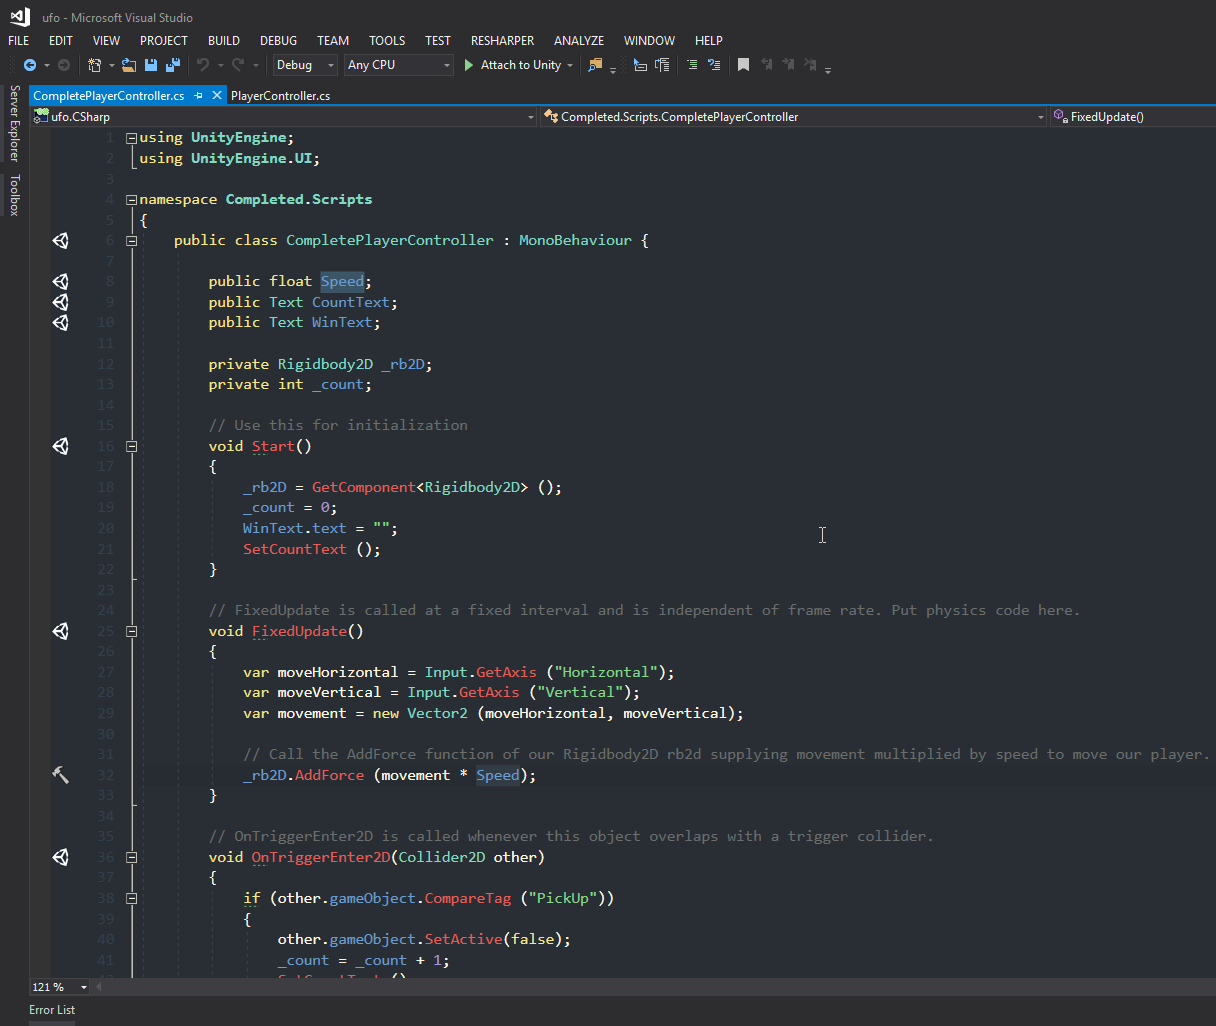 ufo - Microsoft Visual Studio
FILE EDIT VIEW PROJECT BUILD DEBUG TEAM TOOLS TEST RESHARPER ANALYZE WINDOW HELP
Debug Any CPU Attach to Unity
CompletePlayerController.cs PlayerController.cs
Server Explorer
Toolbox
ufo.CSharp Completed.Scripts.CompletePlayerController FixedUpdate()
1 using UnityEngine;
2 using UnityEngine.UI;
3
4 namespace Completed.Scripts
5 {
6 public class CompletePlayerController : MonoBehaviour {
7
8 public float Speed;
9 public Text CountText;
10 public Text WinText;
11
12 private Rigidbody2D _rb2D;
13 private int _count;
14
15 // Use this for initialization
16 void Start()
17 {
18 _rb2D = GetComponent<Rigidbody2D> ();
19 _count = 0;
20 WinText.text = "";
21 SetCountText ();
22 }
23
24 // FixedUpdate is called at a fixed interval and is independent of frame rate. Put physics code here.
25 void FixedUpdate()
26 {
27 var moveHorizontal = Input.GetAxis ("Horizontal");
28 var moveVertical = Input.GetAxis ("Vertical");
29 var movement = new Vector2 (moveHorizontal, moveVertical);
30
31 // Call the AddForce function of our Rigidbody2D rb2d supplying movement multiplied by speed to move our player.
32 _rb2D.AddForce (movement * Speed);
33 }
34
35 // OnTriggerEnter2D is called whenever this object overlaps with a trigger collider.
36 void OnTriggerEnter2D(Collider2D other)
37 {
38 if (other.gameObject.CompareTag ("PickUp"))
39 {
40 other.gameObject.SetActive(false);
41 _count = _count + 1;
121 %
Error List